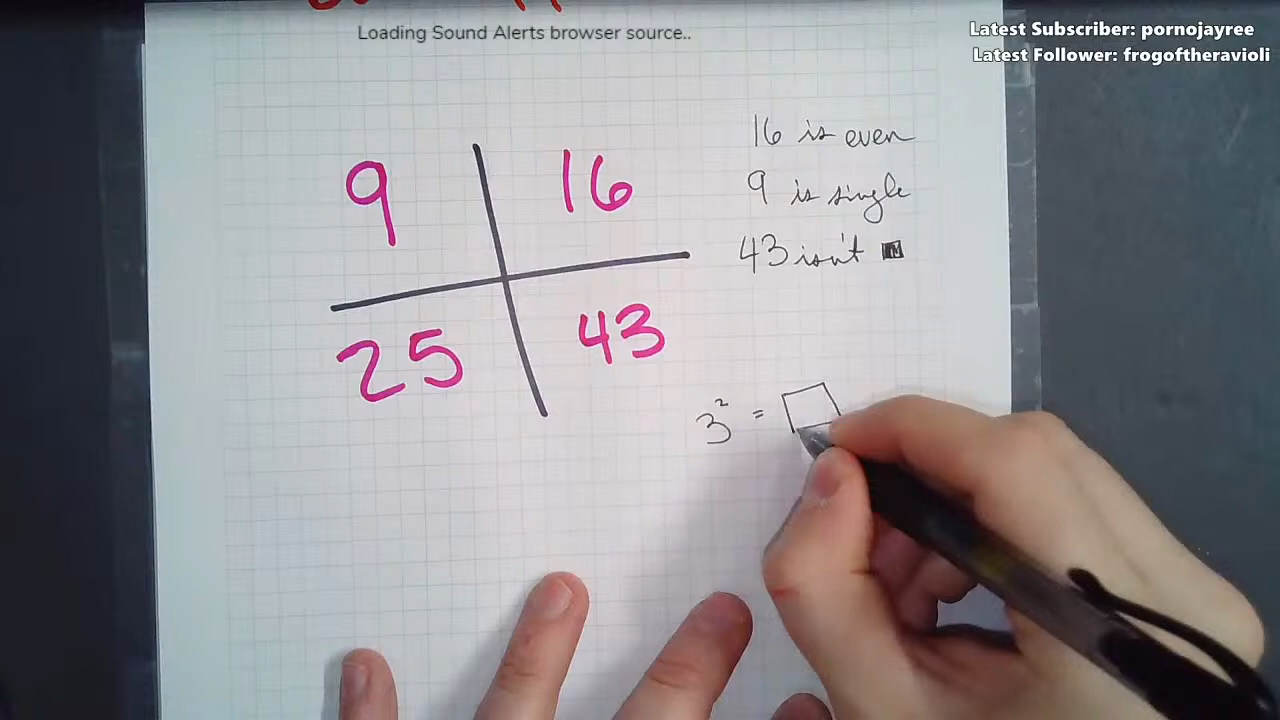 Loading Sound Alerts browser source..
Latest Subscriber: pornojayree
Latest Follower: frogoftheravioli
9 16
25 43
16 is even
9 is single
43 isn't
3² =